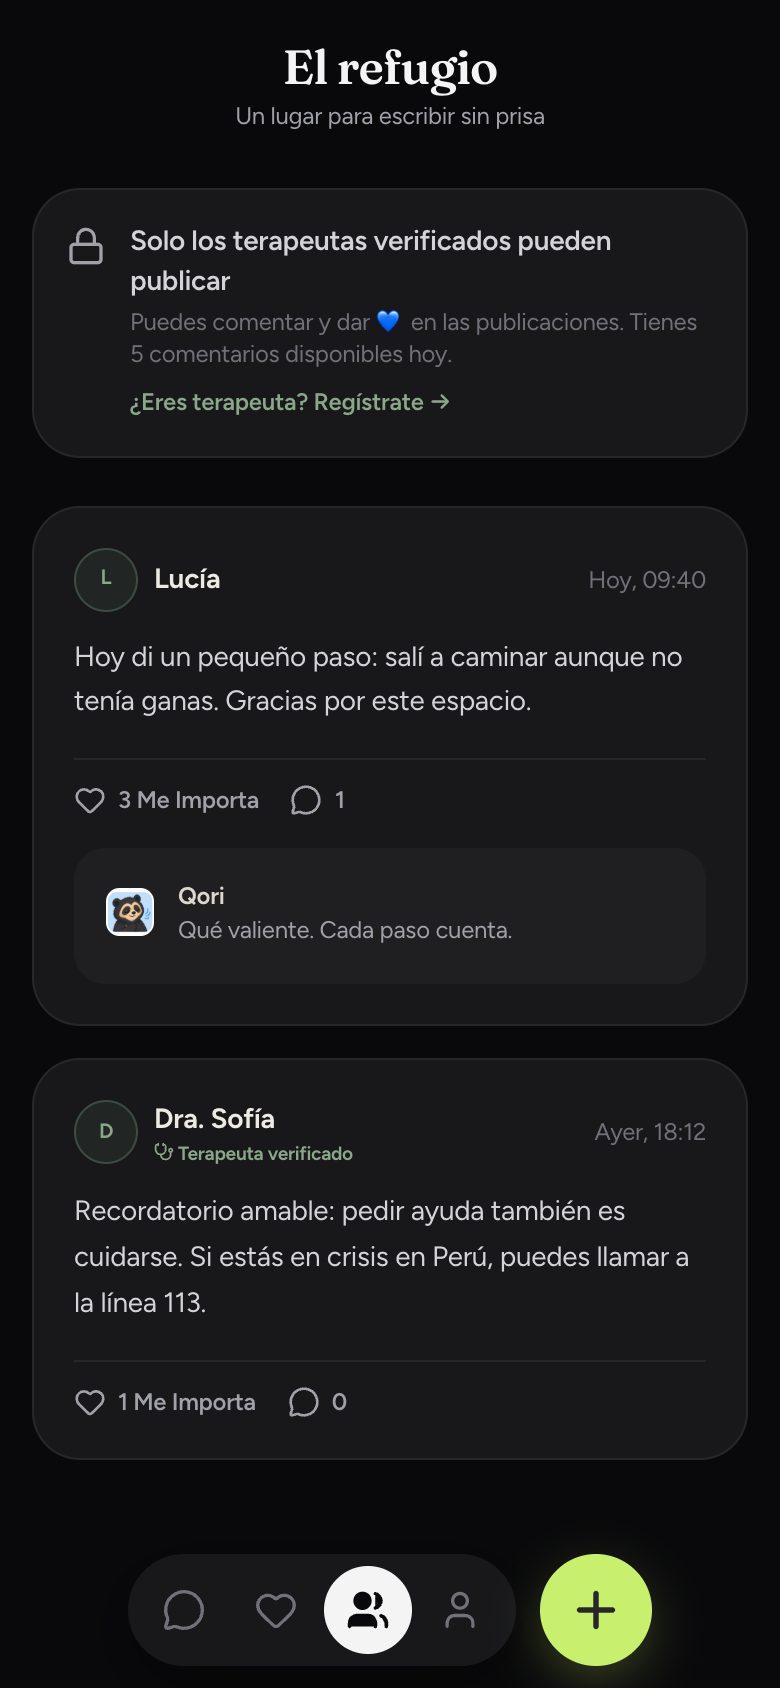 El refugio
Un lugar para escribir sin prisa
Solo los terapeutas verificados pueden
publicar
Puedes comentar y dar 💙 en las publicaciones. Tienes
5 comentarios disponibles hoy.
¿Eres terapeuta? Regístrate →
L
Lucía
Hoy, 09:40
Hoy di un pequeño paso: salí a caminar aunque no
tenía ganas. Gracias por este espacio.
3 Me Importa
1
Qori
Qué valiente. Cada paso cuenta.
D
Dra. Sofía
Terapeuta verificado
Ayer, 18:12
Recordatorio amable: pedir ayuda también es
cuidarse. Si estás en crisis en Perú, puedes llamar a
la línea 113.
1 Me Importa
0